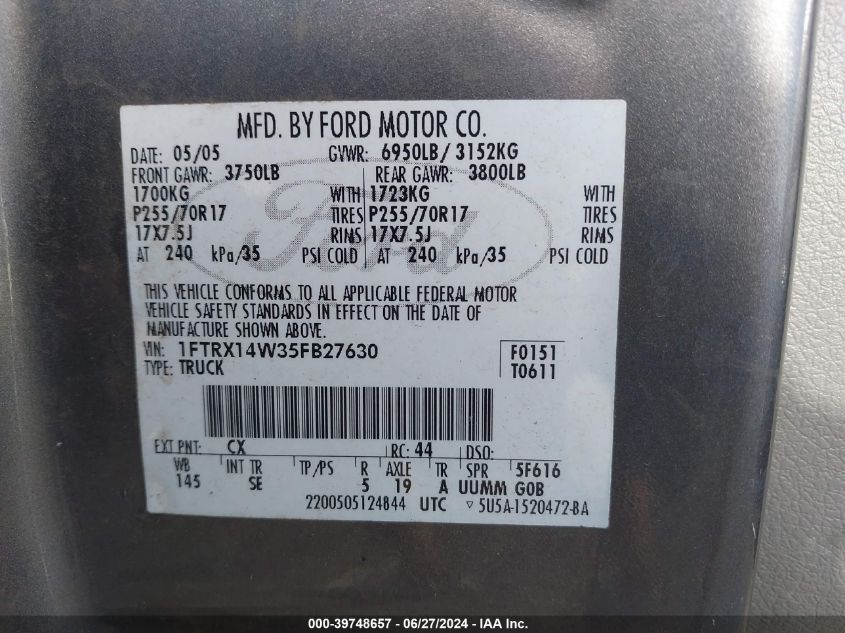 MFD. BY FORD MOTOR CO.
DATE: 05/05 GVWR: 6950LB/ 3152KG
FRONT GAWR: 3750LB REAR GAWR: 3800LB
1700KG WITH 1723KG WITH
P255/70R17 TIRES P255/70R17 TIRES
17X7.5J RIMS 17X7.5J RIMS
AT 240 kPa/35 PSI COLD AT 240 kPa/35 PSI COLD
THIS VEHICLE CONFORMS TO ALL APPLICABLE FEDERAL MOTOR
VEHICLE SAFETY STANDARDS IN EFFECT ON THE DATE OF
MANUFACTURE SHOWN ABOVE.
VIN: 1FTRX14W35FB27630 F0151
TYPE: TRUCK T0611
EXT PNT: CX RC: 44 DSO:
WB INT TR TP/PS R AXLE TR SPR 5F616
145 SE 5 19 A UUMM G0B
2200505124844 UTC ▿ 5U5A-1520472-BA
Ford
000-39748657 / 06/27/2024 - IAA Inc.